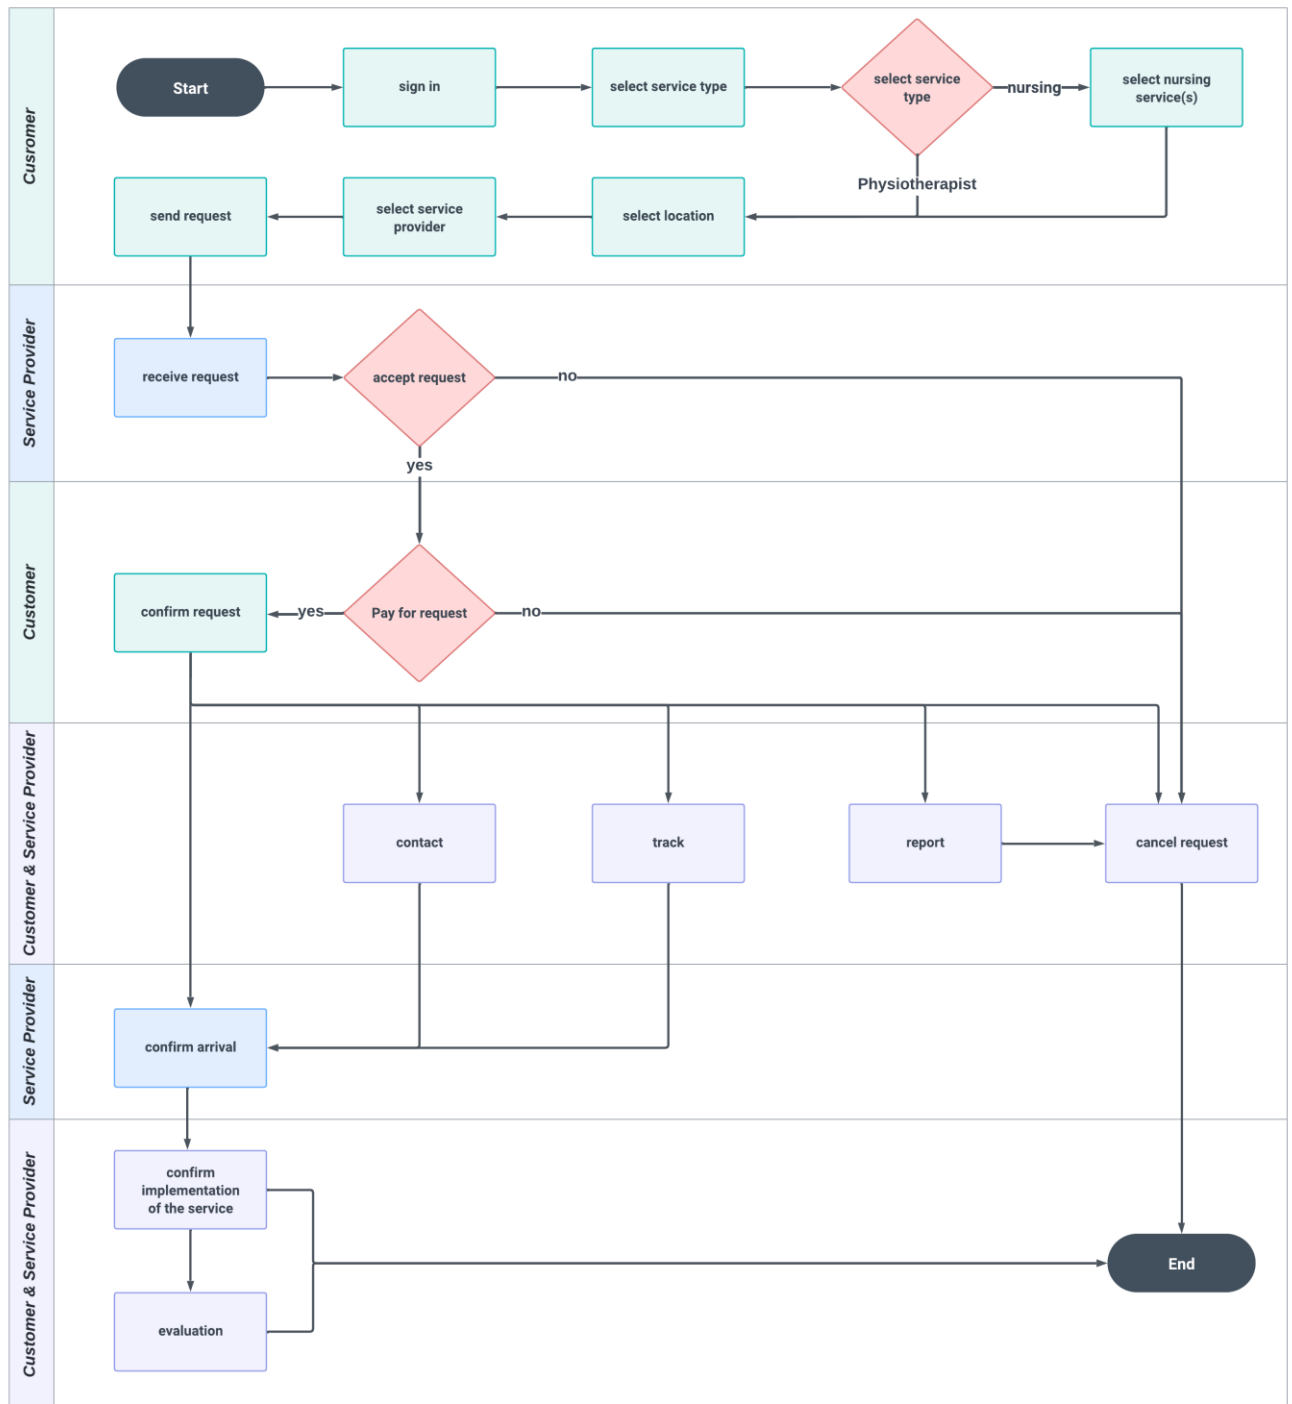 Cusromer
Start
sign in
select service type
select service
type
nursing
select nursing
service(s)
Physiotherapist
send request
select service
provider
select location
Service Provider
receive request
accept request
no
yes
Customer
confirm request
yes
Pay for request
no
Customer & Service Provider
contact
track
report
cancel request
Service Provider
confirm arrival
Customer & Service Provider
confirm
implementation
of the service
End
evaluation